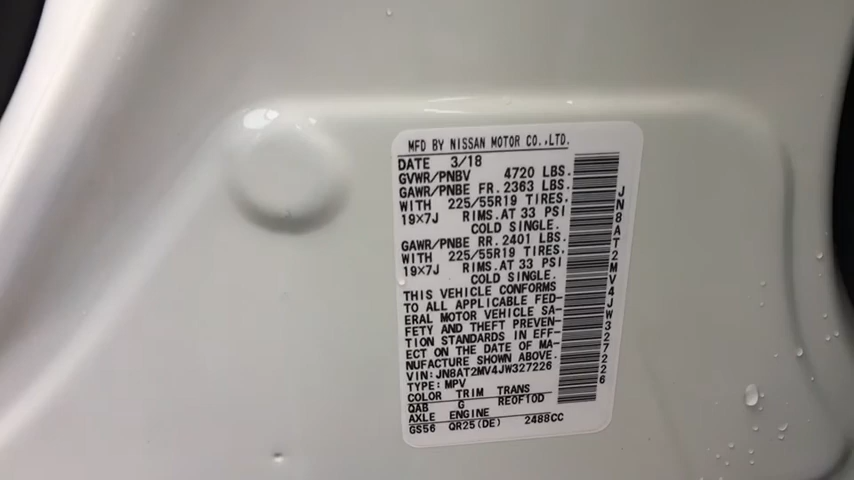 MFD BY NISSAN MOTOR CO.,LTD.
DATE 3/18
GVWR/PNBV 4720 LBS.
GAWR/PNBE FR. 2363 LBS.
WITH 225/55R19 TIRES.
19×7J RIMS.AT 33 PSI
COLD SINGLE.
GAWR/PNBE RR. 2401 LBS.
WITH 225/55R19 TIRES.
19×7J RIMS.AT 33 PSI
COLD SINGLE.
THIS VEHICLE CONFORMS
TO ALL APPLICABLE FED-
ERAL MOTOR VEHICLE SA-
FETY AND THEFT PREVEN-
TION STANDARDS IN EFF-
ECT ON THE DATE OF MA-
NUFACTURE SHOWN ABOVE.
VIN:JN8AT2MV4JW327226
TYPE:MPV
COLOR TRIM TRANS
QAB G RE0F10D
AXLE ENGINE
GS56 QR25(DE) 2488CC
JN8AT2MV4JW327226